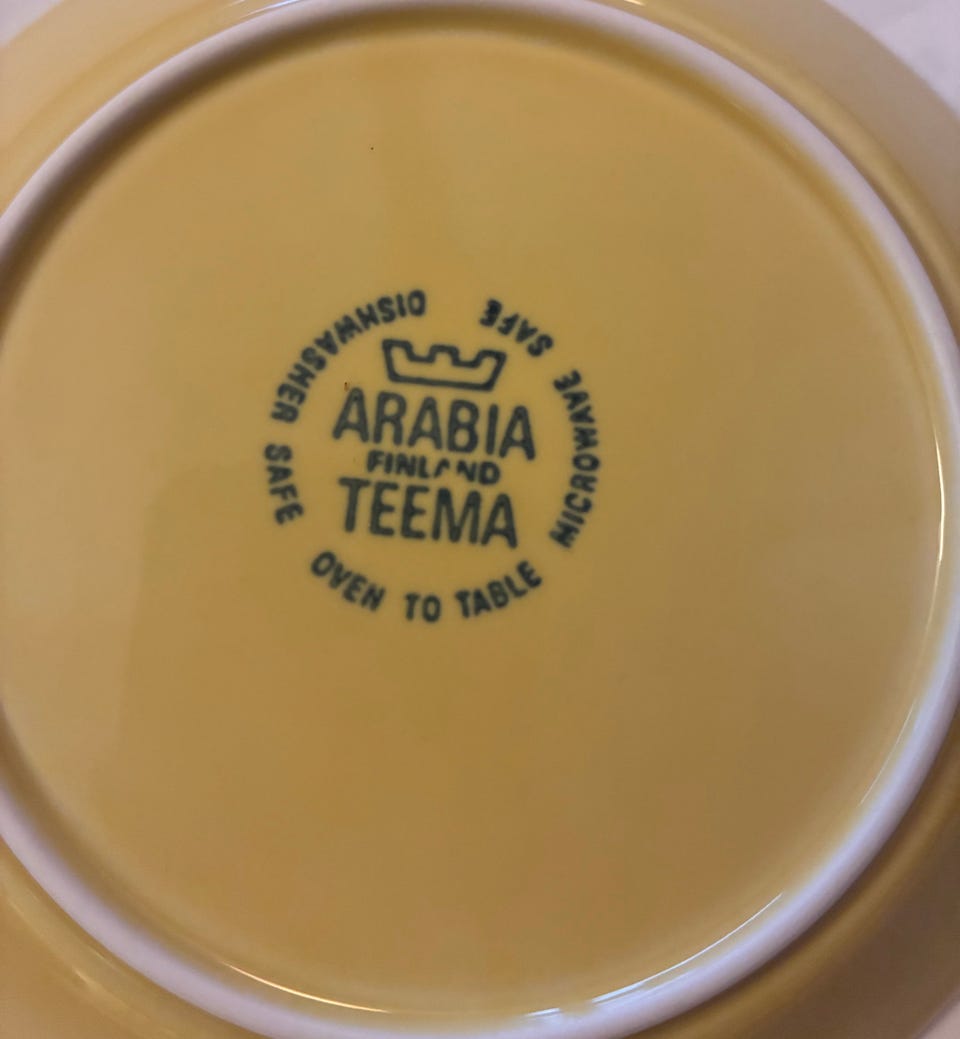 ARABIA
FINLAND
TEEMA
DISHWASHER SAFE
OVEN TO TABLE
MICROWAVE SAFE